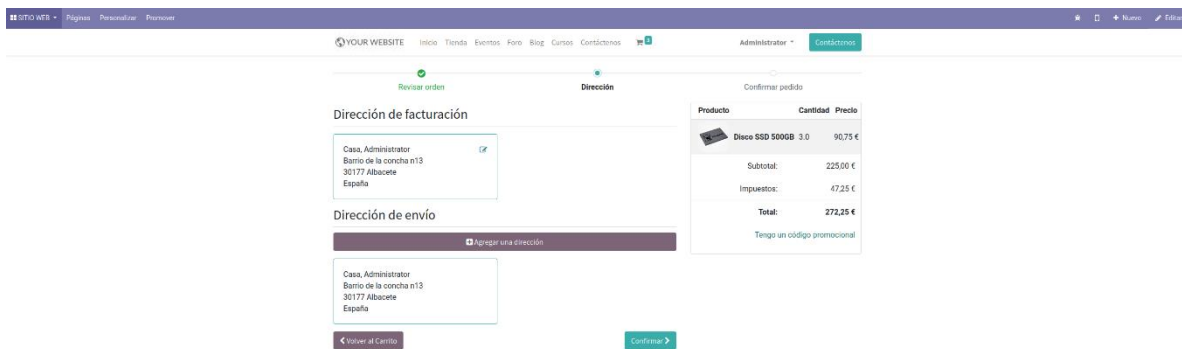 SITIO WEB Páginas Personalizar Promover + Nuevo Editar
YOUR WEBSITE Inicio Tienda Eventos Foro Blog Cursos Contáctenos 3 Administrator Contáctenos
Revisar orden Dirección Confirmar pedido
Dirección de facturación
Casa, Administrator
Barrio de la concha n13
30177 Albacete
España
Dirección de envío
Agregar una dirección
Casa, Administrator
Barrio de la concha n13
30177 Albacete
España
Volver al Carrito Confirmar
Producto Cantidad Precio
Disco SSD 500GB 3.0 90,75 €
Subtotal: 225,00 €
Impuestos: 47,25 €
Total: 272,25 €
Tengo un código promocional